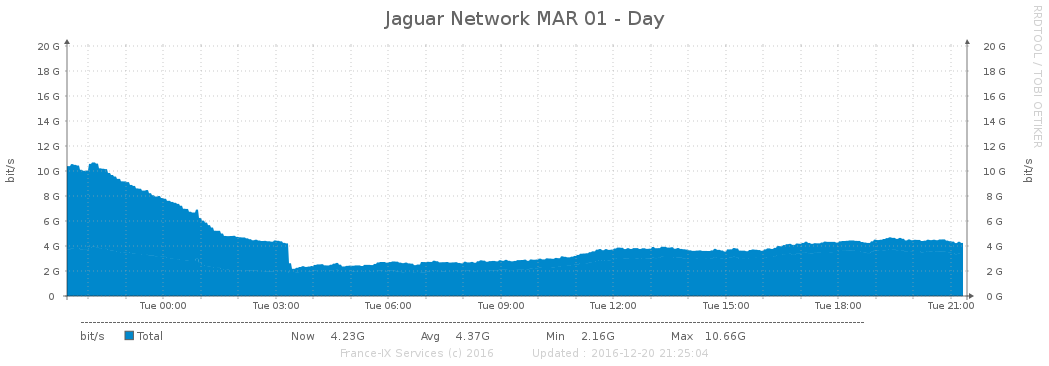 Jaguar Network MAR 01 - Day
RRDTOOL / TOBI OETIKER
bit/s
bit/s
20 G 20 G
18 G 18 G
16 G 16 G
14 G 14 G
12 G 12 G
10 G 10 G
8 G 8 G
6 G 6 G
4 G 4 G
2 G 2 G
0 0 G
Tue 00:00 Tue 03:00 Tue 06:00 Tue 09:00 Tue 12:00 Tue 15:00 Tue 18:00 Tue 21:00
bit/s Total Now 4.23G Avg 4.37G Min 2.16G Max 10.66G
France-IX Services (c) 2016 Updated : 2016-12-20 21:25:04